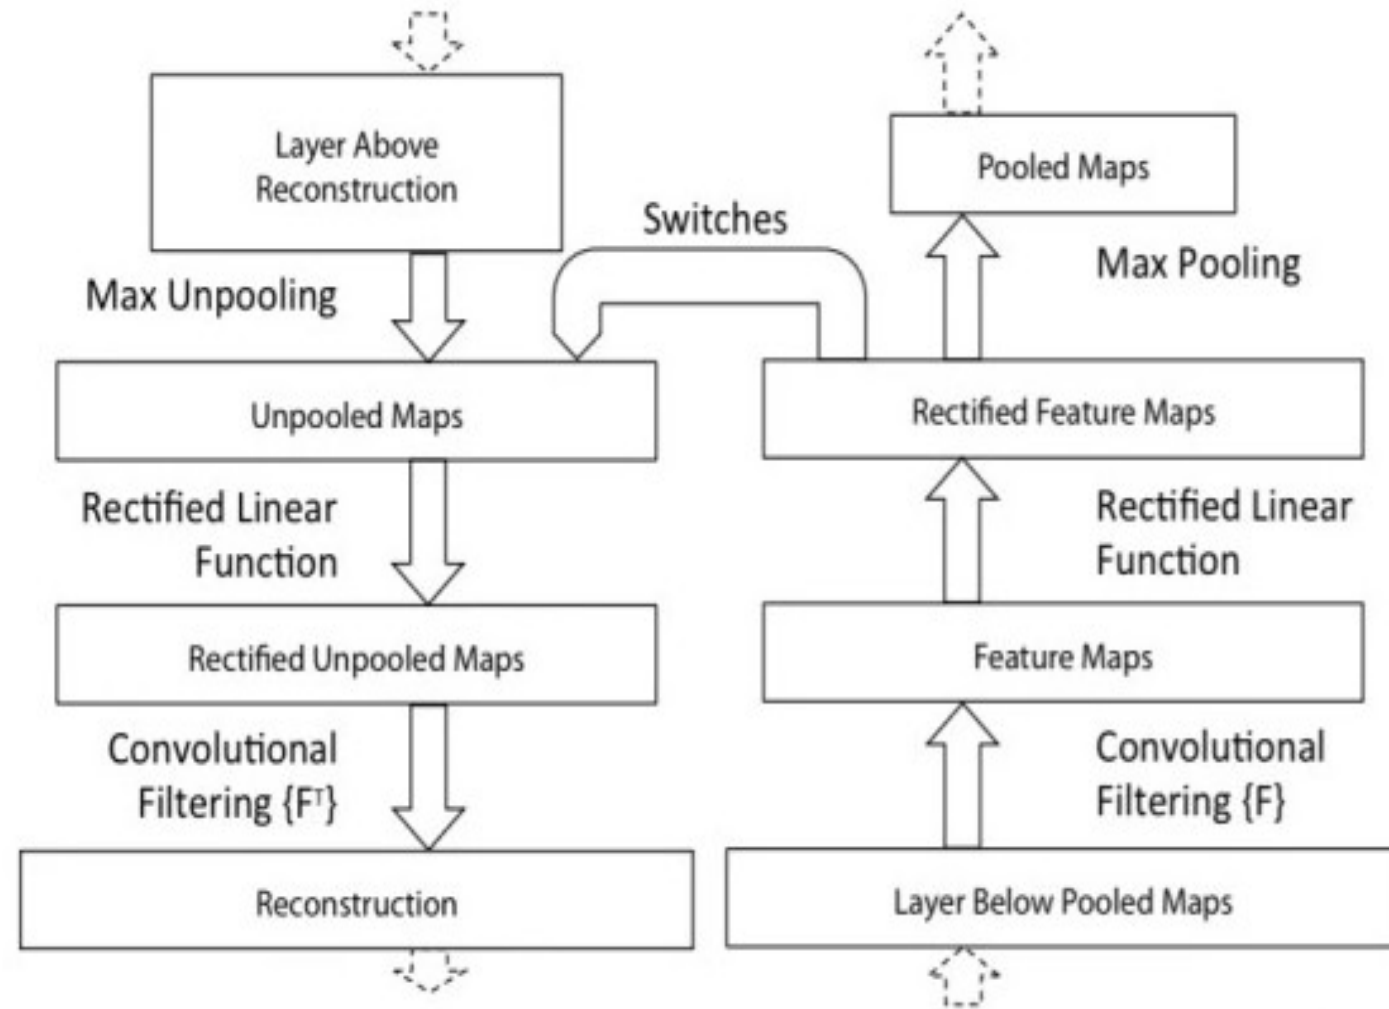 Layer Above
Reconstruction
Max Unpooling
Unpooled Maps
Rectified Linear
Function
Rectified Unpooled Maps
Convolutional
Filtering {Fᵀ}
Reconstruction
Switches
Pooled Maps
Max Pooling
Rectified Feature Maps
Rectified Linear
Function
Feature Maps
Convolutional
Filtering {F}
Layer Below Pooled Maps